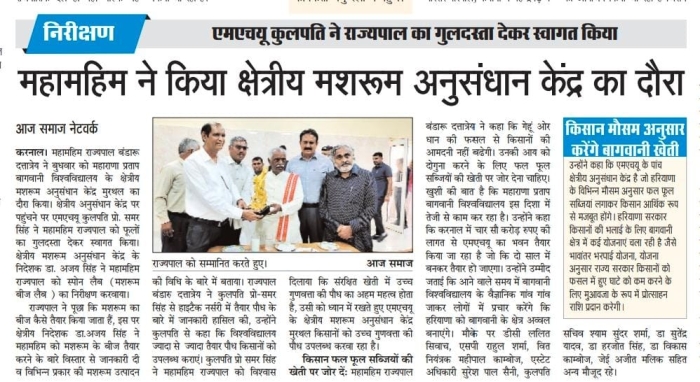 निरीक्षण
एमएचयू कुलपति ने राज्यपाल का गुलदस्ता देकर स्वागत किया
महामहिम ने किया क्षेत्रीय मशरूम अनुसंधान केंद्र का दौरा
आज समाज नेटवर्क
करनाल। महामहिम राज्यपाल बंडारू
दत्तात्रेय ने बुधवार को महाराणा प्रताप
बागवानी विश्वविद्यालय के क्षेत्रीय
मशरूम अनुसंधान केंद्र मुरथल का
दौरा किया। क्षेत्रीय अनुसंधान केंद्र पर
पहुंचने पर एमएचयू कुलपति प्रो. समर
सिंह ने महामहिम राज्यपाल को फूलों
का गुलदस्ता देकर स्वागत किया।
क्षेत्रीय मशरूम अनुसंधान केंद्र के
निदेशक डा. अजय सिंह ने महामहिम
राज्यपाल को स्पोन लैब (मशरूम
बीज लैब ) का निरीक्षण करवाया।
राज्यपाल ने पूछा कि मशरूम का
बीज कैसे तैयार किया जाता हैं, इस पर
क्षेत्रीय निदेशक डा.अजय सिंह ने
महामहिम को मशरूम के बीज तैयार
करने के बारे विस्तार से जानकारी दी
व विभिन्न प्रकार की मशरूम उत्पादन
राज्यपाल को सम्मानित करते हुए।
आज समाज
की विधि के बारे में बताया। राज्यपाल
बंडारू दत्तात्रेय ने कुलपति प्रो-समर
सिंह से हाइटैक नर्सरी में तैयार पौध के
बारे में जानकारी हासिल की, उन्होंने
कुलपति से कहा कि विश्वविद्यालय
ज्यादा से ज्यादा तैयार पौध किसानों को
उपलब्ध कराएं। कुलपति प्रो समर सिंह
ने महामहिम राज्यपाल को विश्वास
दिलाया कि संरक्षित खेती में उच्च
गुणवत्ता की पौध का अहम महत्व होता
है, उसी को ध्यान में रखते हुए एमएचयू
के क्षेत्रीय मशरूम अनुसंधान केंद्र
मुरथल किसानों को उच्च गुणवत्ता की
पौध उपलब्ध करवा रहा है।
किसान फल फूल सब्जियों की
खेती पर जोर दें: महामहिम राज्यपाल
बंडारू दत्तात्रेय ने कहा कि गेहूं ओर
धान की फसल से किसानों की
आमदनी नहीं बढ़ेगी। उनकी आय को
दोगुना करने के लिए फल फूल
सब्जियों की खेती पर जोर देना चाहिए।
खुशी की बात है कि महाराणा प्रताप
बागवानी विश्वविद्यालय इस दिशा में
तेजी से काम कर रहा है। उन्होंने कहा
कि करनाल में चार सौ करोड़ रुपए की
लागत से एमएचयू का भवन तैयार
किया जा रहा है जो कि दो साल में
बनकर तैयार हो जाएगा। उन्होंने उम्मीद
जताई कि आने वाले समय में बागवानी
विश्वविद्यालय के वैज्ञानिक गांव गांव
जाकर लोगों में प्रचार करेंगे कि
हरियाणा को बागवानी के क्षेत्र अव्वल
बनाएंगे। मौके पर डीसी ललित
सिवाच, एसपी राहुल शर्मा, वित
नियंत्रक महीपाल काम्बोज, एस्टेट
अधिकारी सुरेश पाल सैनी, कुलपति
किसान मौसम अनुसार
करेंगे बागवानी खेती
उन्होंने कहा कि एमएचयू के पांच
क्षेत्रीय अनुसंधान केंद्र है जो हरियाणा
के विभिन्न मौसम अनुसार फल फूल
सब्जियां लगाकर किसान आर्थिक रूप
से मजबूत होंगे। हरियाणा सरकार
किसानों की भलाई के लिए बागवानी
क्षेत्र में कई योजनाएं चला रही है जैसे
भावांतर भरपाई योजना, योजना
अनुसार राज्य सरकार किसानों को
फसल में हुए घाटे को कम करने के
लिए मुआवजा के रूप में प्रोत्साहन
राशि प्रदान करेगी।
सचिव श्याम सुंदर शर्मा, डा सुतेंद्र
यादव, डा हरजोत सिंह, डा विकास
काम्बोज, जेई अजीत मलिक सहित
अन्य मौजूद रहे।